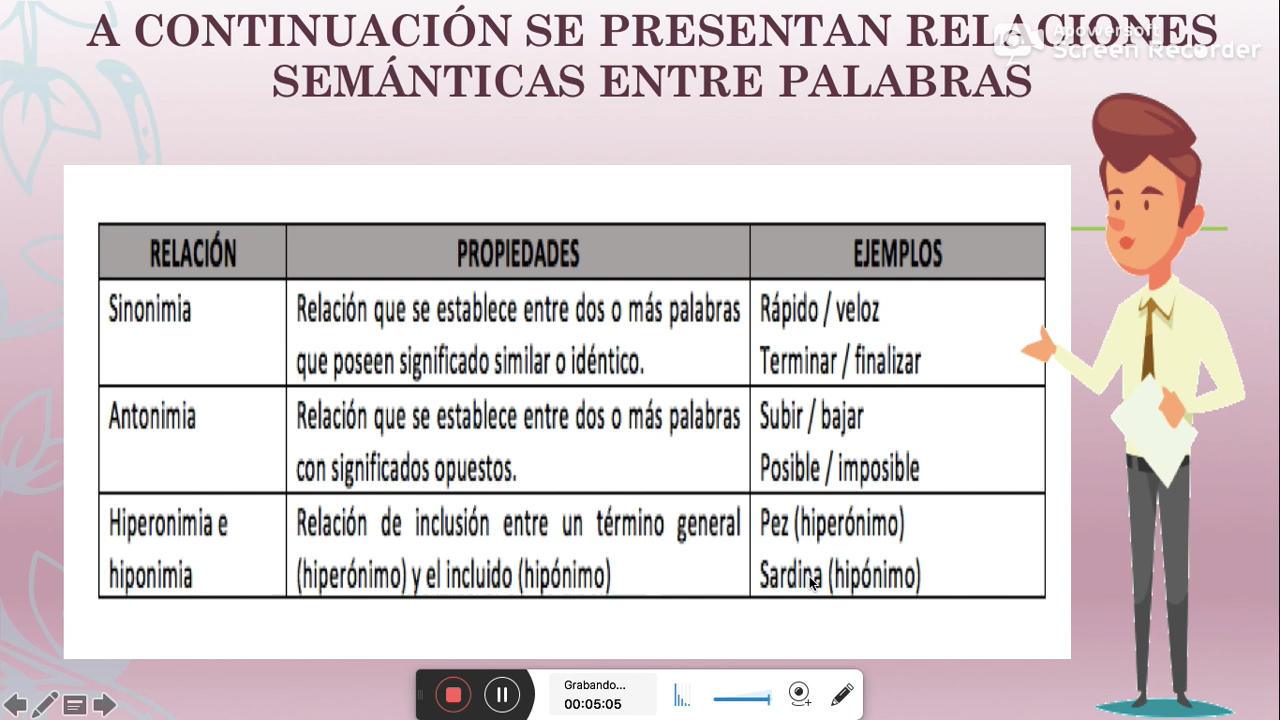 A CONTINUACIÓN SE PRESENTAN RELACIONES
SEMÁNTICAS ENTRE PALABRAS
Apowersoft
Screen Recorder
RELACIÓN PROPIEDADES EJEMPLOS
Sinonimia Relación que se establece entre dos o más palabras Rápido / veloz
que poseen significado similar o idéntico. Terminar / finalizar
Antonimia Relación que se establece entre dos o más palabras Subir / bajar
con significados opuestos. Posible / imposible
Hiperonimia e Relación de inclusión entre un término general Pez (hiperónimo)
hiponimia (hiperónimo) y el incluido (hipónimo) Sardina (hipónimo)
Grabando...
00:05:05